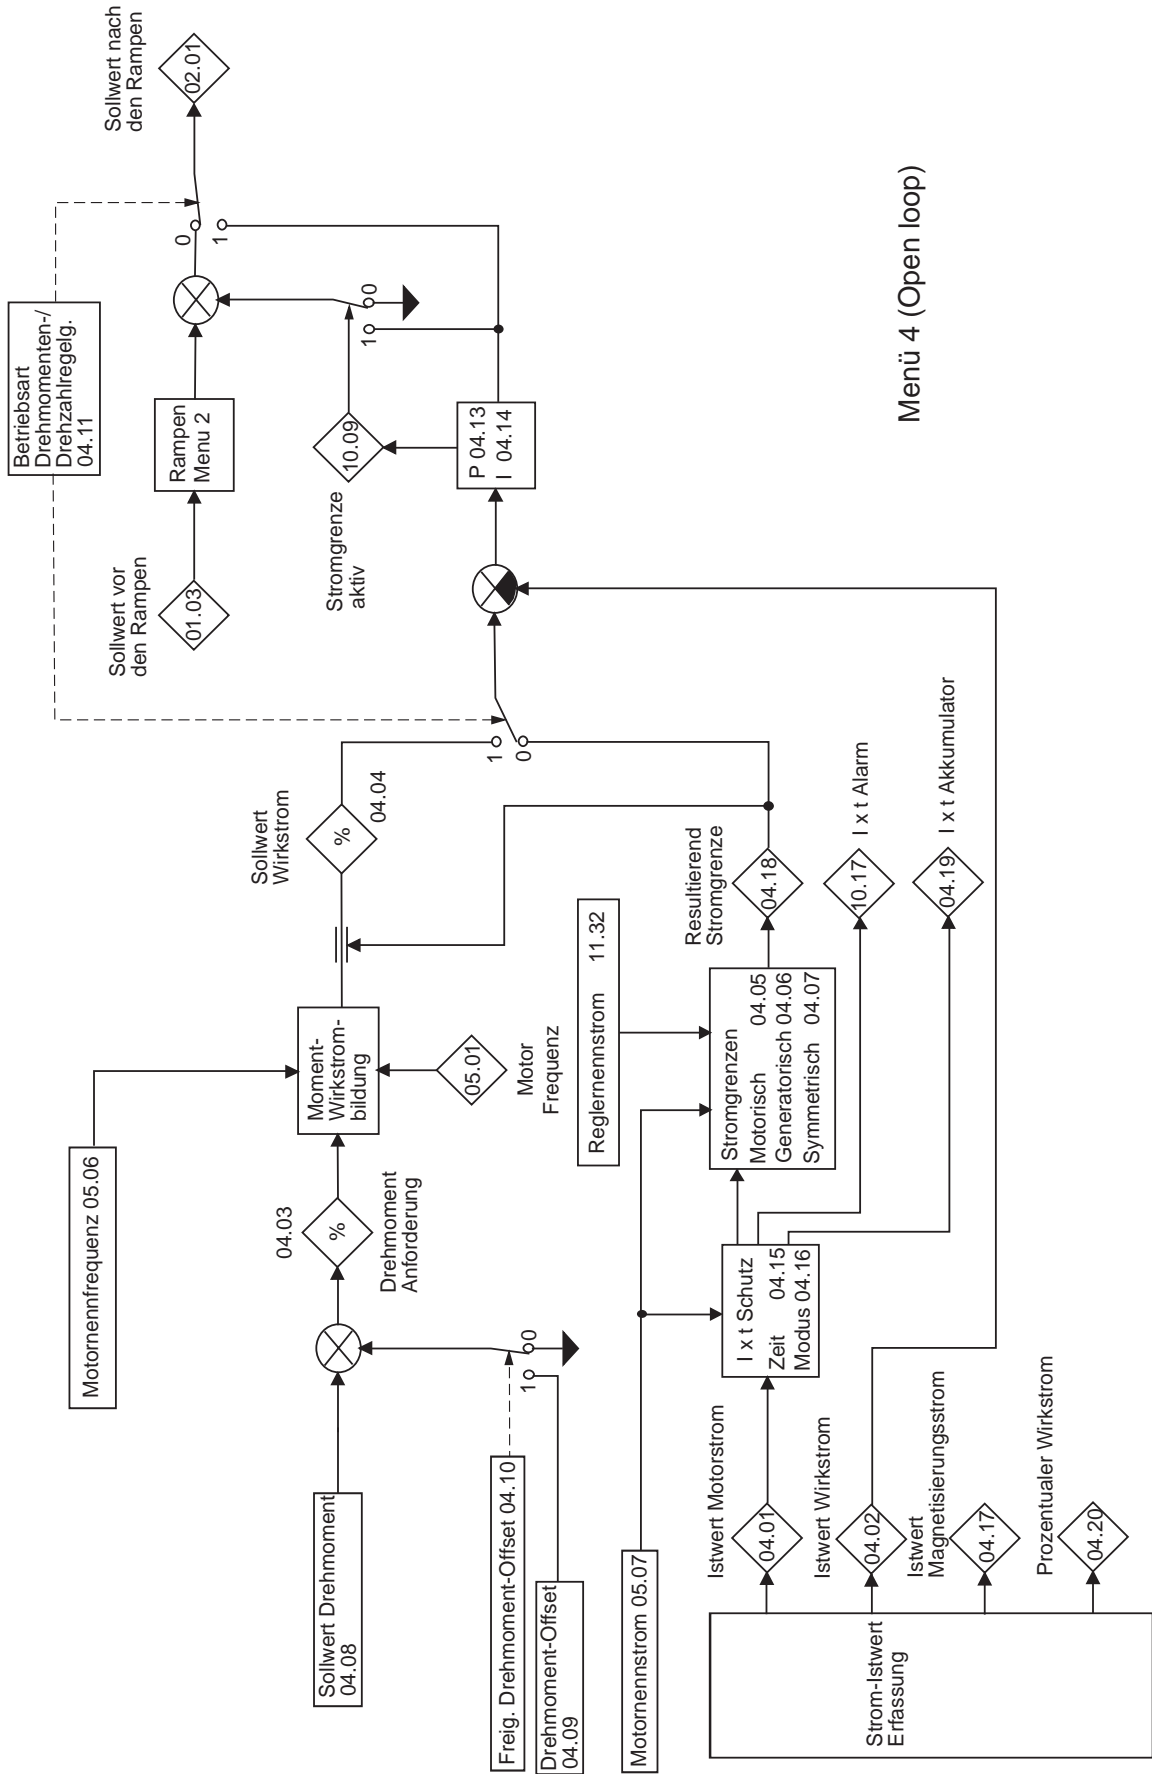 Sollwert Drehmoment
04.08
Freig. Drehmoment-Offset 04.10
Drehmoment-Offset
04.09
1
0
04.03
%
Drehmoment
Anforderung
Motornennfrequenz 05.06
Moment-
Wirkstrom-
bildung
05.01
Motor
Frequenz
Sollwert
Wirkstrom
%
04.04
1
0
Betriebsart
Drehmomenten-/
Drehzahlregelg.
04.11
Sollwert vor
den Rampen
01.03
Rampen
Menu 2
0
1
Sollwert nach
den Rampen
02.01
Stromgrenze
aktiv
10.09
1
0
P 04.13
I 04.14
Motornennstrom 05.07
Reglernennstrom 11.32
Stromgrenzen
Motorisch 04.05
Generatorisch 04.06
Symmetrisch 04.07
Resultierend
Stromgrenze
04.18
I x t Schutz
Zeit 04.15
Modus 04.16
10.17
I x t Alarm
04.19
I x t Akkumulator
Strom-Istwert
Erfassung
Istwert Motorstrom
04.01
Istwert Wirkstrom
04.02
Istwert
Magnetisierungsstrom
04.17
Prozentualer Wirkstrom
04.20
Menü 4 (Open loop)